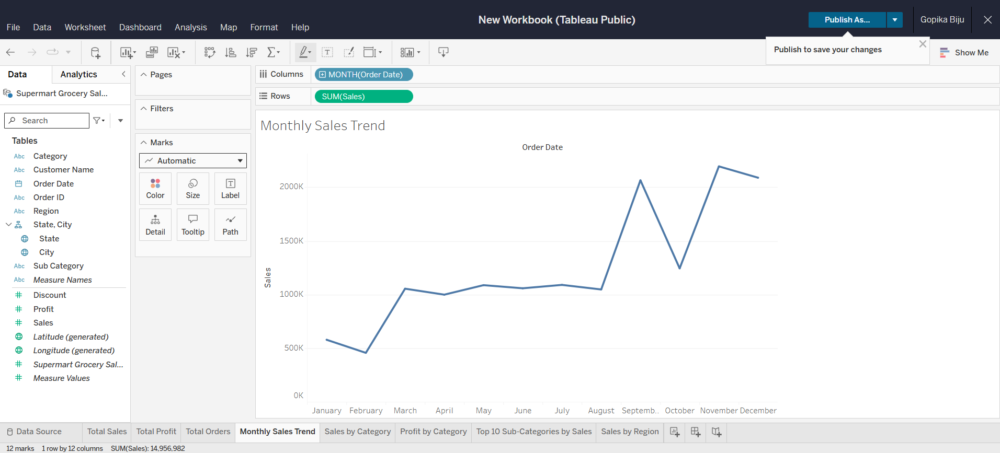 New Workbook (Tableau Public)
Publish As...
Gopika Biju
File Data Worksheet Dashboard Analysis Map Format Help
Publish to save your changes
Show Me
Data
Analytics
Supermart Grocery Sal...
Search
Tables
Abc Category
Abc Customer Name
Order Date
Abc Order ID
Abc Region
State, City
State
City
Abc Sub Category
Abc Measure Names
Discount
Profit
Sales
Latitude (generated)
Longitude (generated)
Supermart Grocery Sal...
Measure Values
Pages
Filters
Marks
Automatic
Color Size Label
Detail Tooltip Path
Columns MONTH(Order Date)
Rows SUM(Sales)
Monthly Sales Trend
Order Date
2000K
1500K
1000K
500K
0K
Sales
January February March April May June July August Septemb.. October November December
Data Source Total Sales Total Profit Total Orders Monthly Sales Trend Sales by Category Profit by Category Top 10 Sub-Categories by Sales Sales by Region
12 marks 1 row by 12 columns SUM(Sales): 14,956,982